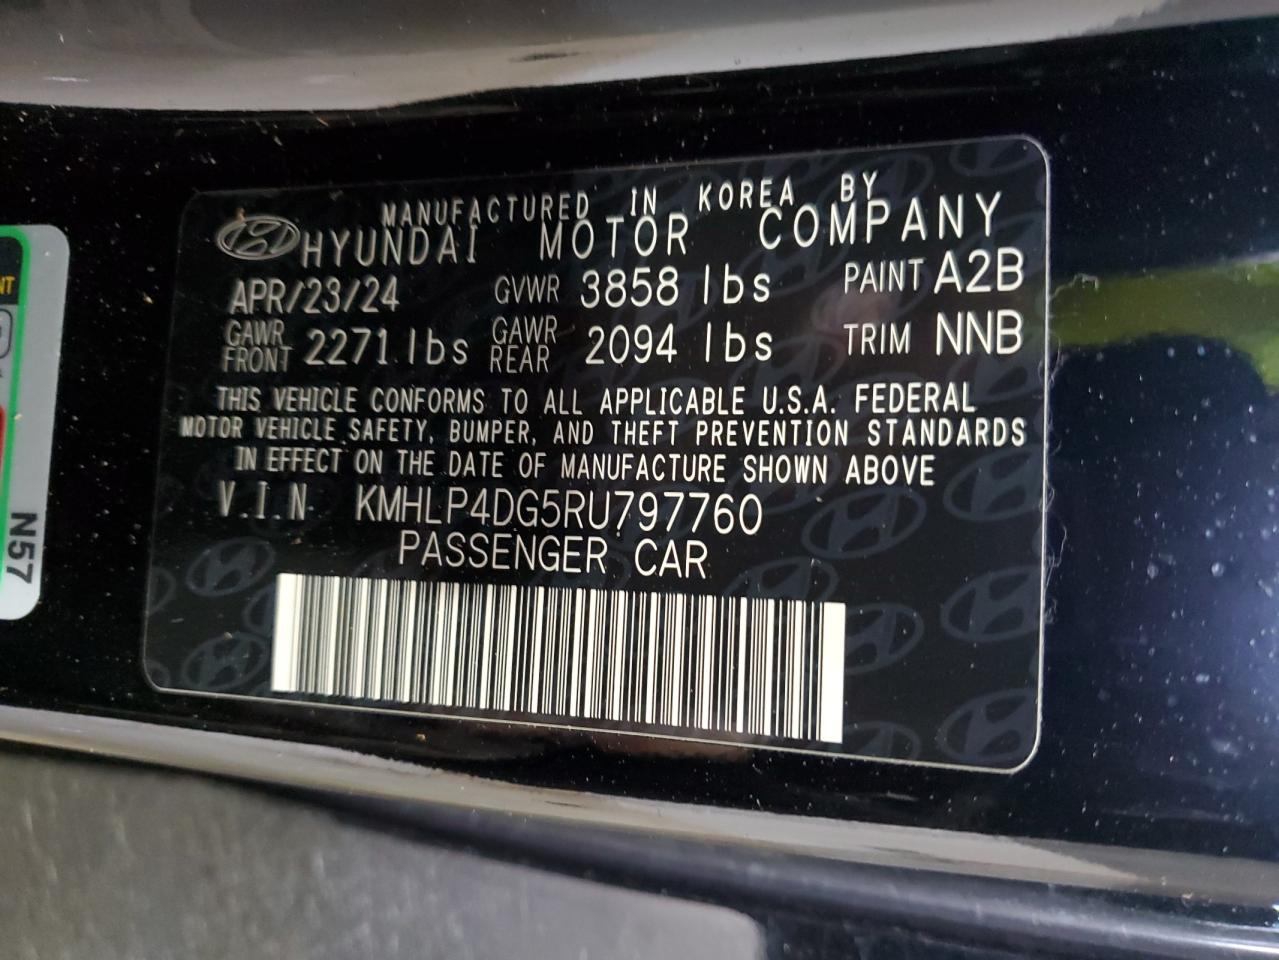 MANUFACTURED IN KOREA BY
HYUNDAI MOTOR COMPANY
APR/23/24 GVWR 3858 lbs PAINT A2B
GAWR FRONT 2271 lbs GAWR REAR 2094 lbs TRIM NNB
THIS VEHICLE CONFORMS TO ALL APPLICABLE U.S.A. FEDERAL
MOTOR VEHICLE SAFETY, BUMPER, AND THEFT PREVENTION STANDARDS
IN EFFECT ON THE DATE OF MANUFACTURE SHOWN ABOVE
V.I.N KMHLP4DG5RU797760
PASSENGER CAR
N57